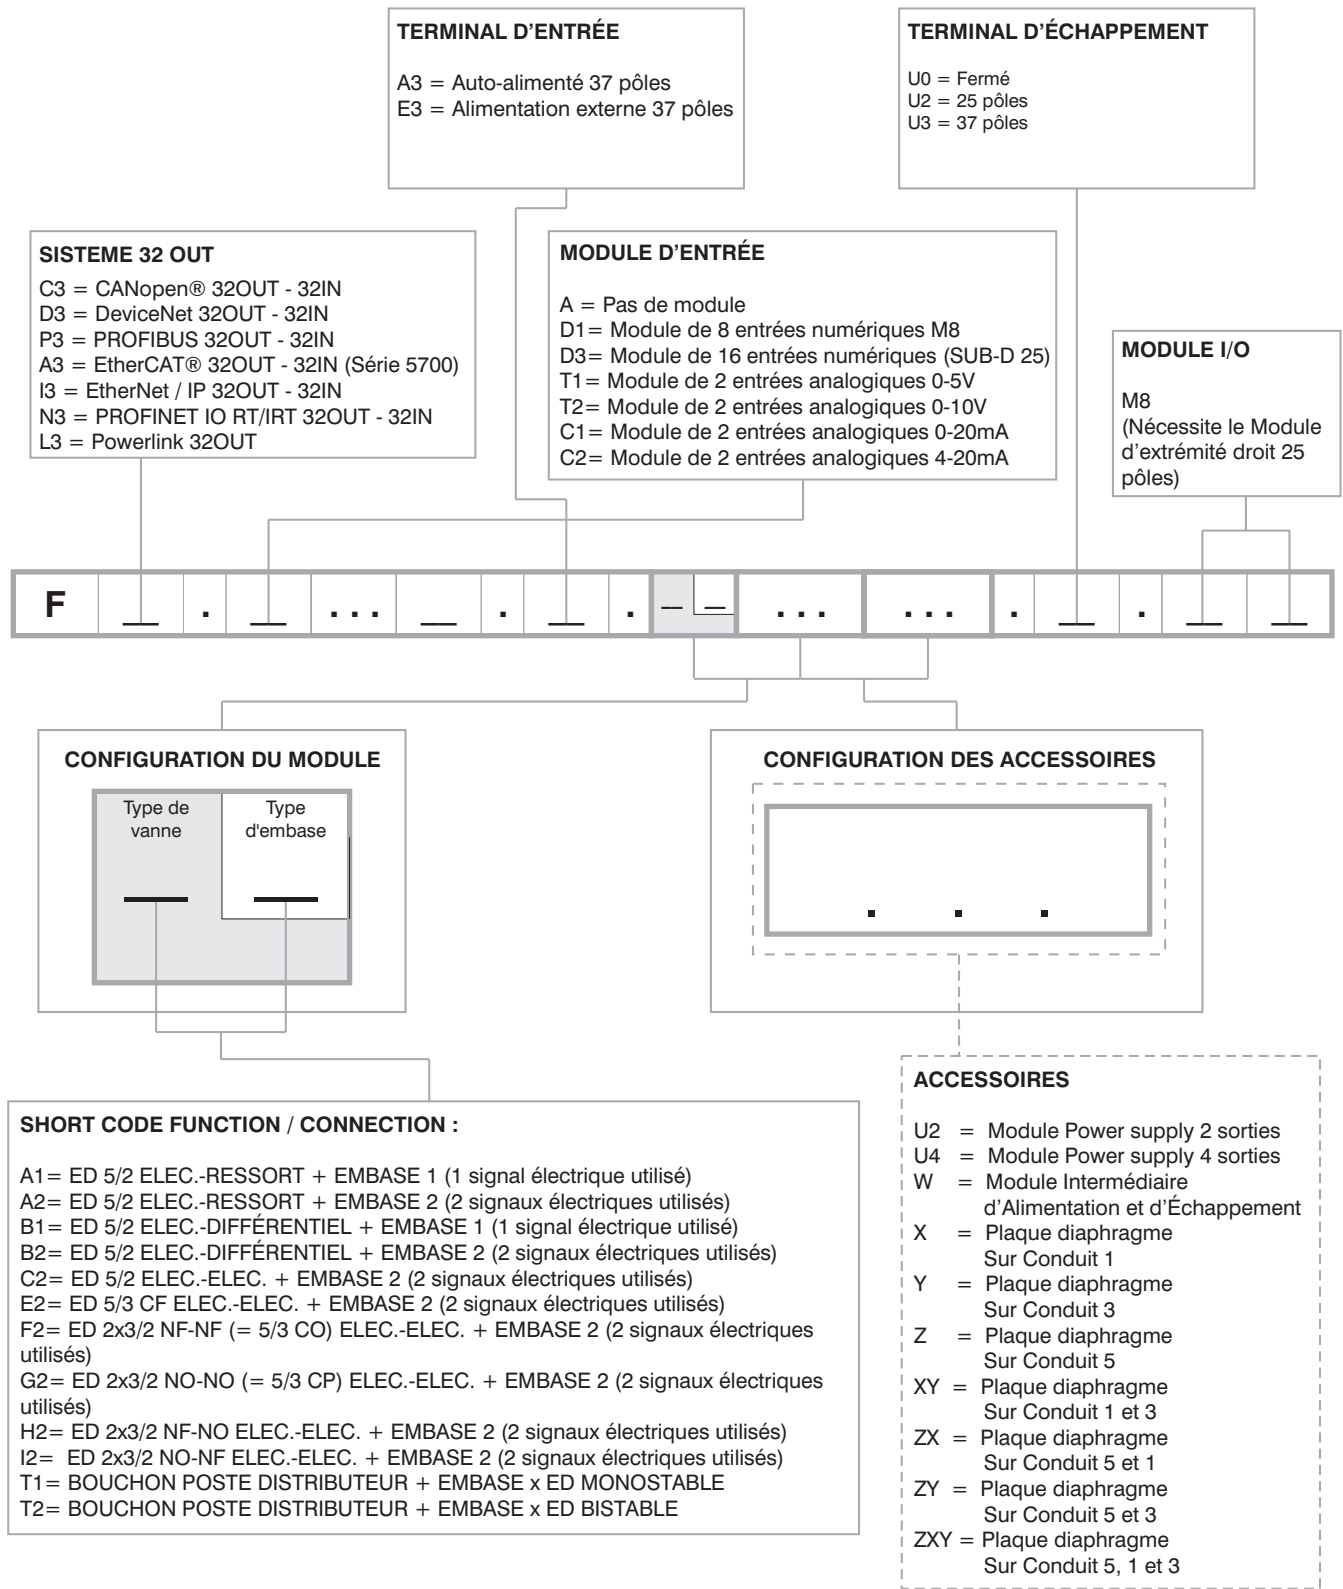 TERMINAL D'ENTRÉE
A3 = Auto-alimenté 37 pôles
E3 = Alimentation externe 37 pôles
TERMINAL D'ÉCHAPPEMENT
U0 = Fermé
U2 = 25 pôles
U3 = 37 pôles
SISTEME 32 OUT
C3 = CANopen® 32OUT - 32IN
D3 = DeviceNet 32OUT - 32IN
P3 = PROFIBUS 32OUT - 32IN
A3 = EtherCAT® 32OUT - 32IN (Série 5700)
I3 = EtherNet / IP 32OUT - 32IN
N3 = PROFINET IO RT/IRT 32OUT - 32IN
L3 = Powerlink 32OUT
MODULE D'ENTRÉE
A = Pas de module
D1= Module de 8 entrées numériques M8
D3= Module de 16 entrées numériques (SUB-D 25)
T1= Module de 2 entrées analogiques 0-5V
T2= Module de 2 entrées analogiques 0-10V
C1= Module de 2 entrées analogiques 0-20mA
C2= Module de 2 entrées analogiques 4-20mA
MODULE I/O
M8
(Nécessite le Module
d'extrémité droit 25
pôles)
F __ . __ . . . __ . __ . __ __ . . . . . . . __ . __ __
CONFIGURATION DU MODULE
Type de
vanne
Type
d'embase
CONFIGURATION DES ACCESSOIRES
. . .
SHORT CODE FUNCTION / CONNECTION :
A1= ED 5/2 ELEC.-RESSORT + EMBASE 1 (1 signal électrique utilisé)
A2= ED 5/2 ELEC.-RESSORT + EMBASE 2 (2 signaux électriques utilisés)
B1= ED 5/2 ELEC.-DIFFÉRENTIEL + EMBASE 1 (1 signal électrique utilisé)
B2= ED 5/2 ELEC.-DIFFÉRENTIEL + EMBASE 2 (2 signaux électriques utilisés)
C2= ED 5/2 ELEC.-ELEC. + EMBASE 2 (2 signaux électriques utilisés)
E2= ED 5/3 CF ELEC.-ELEC. + EMBASE 2 (2 signaux électriques utilisés)
F2= ED 2x3/2 NF-NF (= 5/3 CO) ELEC.-ELEC. + EMBASE 2 (2 signaux électriques
utilisés)
G2= ED 2x3/2 NO-NO (= 5/3 CP) ELEC.-ELEC. + EMBASE 2 (2 signaux électriques
utilisés)
H2= ED 2x3/2 NF-NO ELEC.-ELEC. + EMBASE 2 (2 signaux électriques utilisés)
I2= ED 2x3/2 NO-NF ELEC.-ELEC. + EMBASE 2 (2 signaux électriques utilisés)
T1= BOUCHON POSTE DISTRIBUTEUR + EMBASE x ED MONOSTABLE
T2= BOUCHON POSTE DISTRIBUTEUR + EMBASE x ED BISTABLE
ACCESSOIRES
U2 = Module Power supply 2 sorties
U4 = Module Power supply 4 sorties
W = Module Intermédiaire
d'Alimentation et d'Échappement
X = Plaque diaphragme
Sur Conduit 1
Y = Plaque diaphragme
Sur Conduit 3
Z = Plaque diaphragme
Sur Conduit 5
XY = Plaque diaphragme
Sur Conduit 1 et 3
ZX = Plaque diaphragme
Sur Conduit 5 et 1
ZY = Plaque diaphragme
Sur Conduit 5 et 3
ZXY = Plaque diaphragme
Sur Conduit 5, 1 et 3